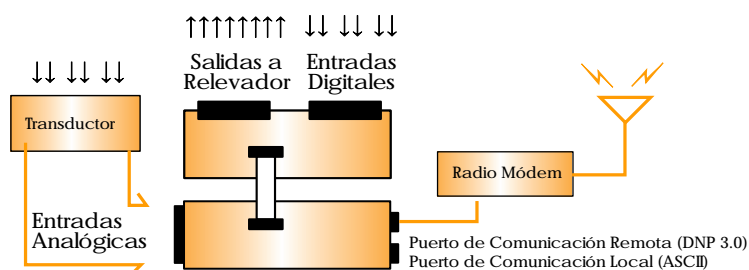 Salidas a
Relevador
Entradas
Digitales
Transductor
Radio Módem
Entradas
Analógicas
Puerto de Comunicación Remota (DNP 3.0)
Puerto de Comunicación Local (ASCII)